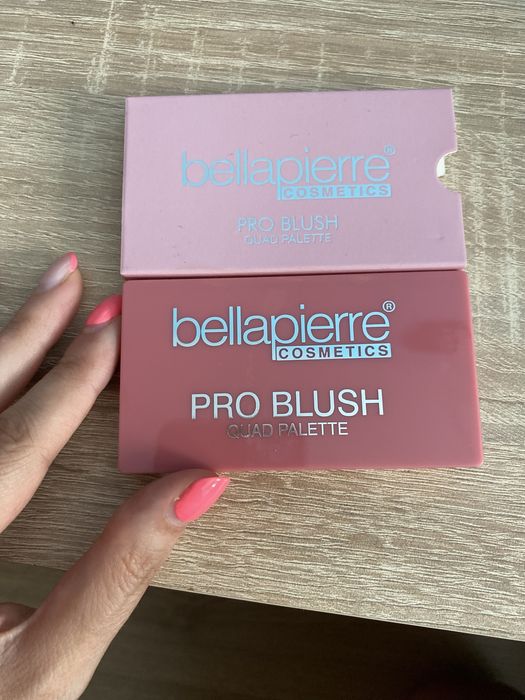 bellapierre®
COSMETICS
PRO BLUSH
QUAD PALETTE
bellapierre®
COSMETICS
PRO BLUSH
QUAD PALETTE